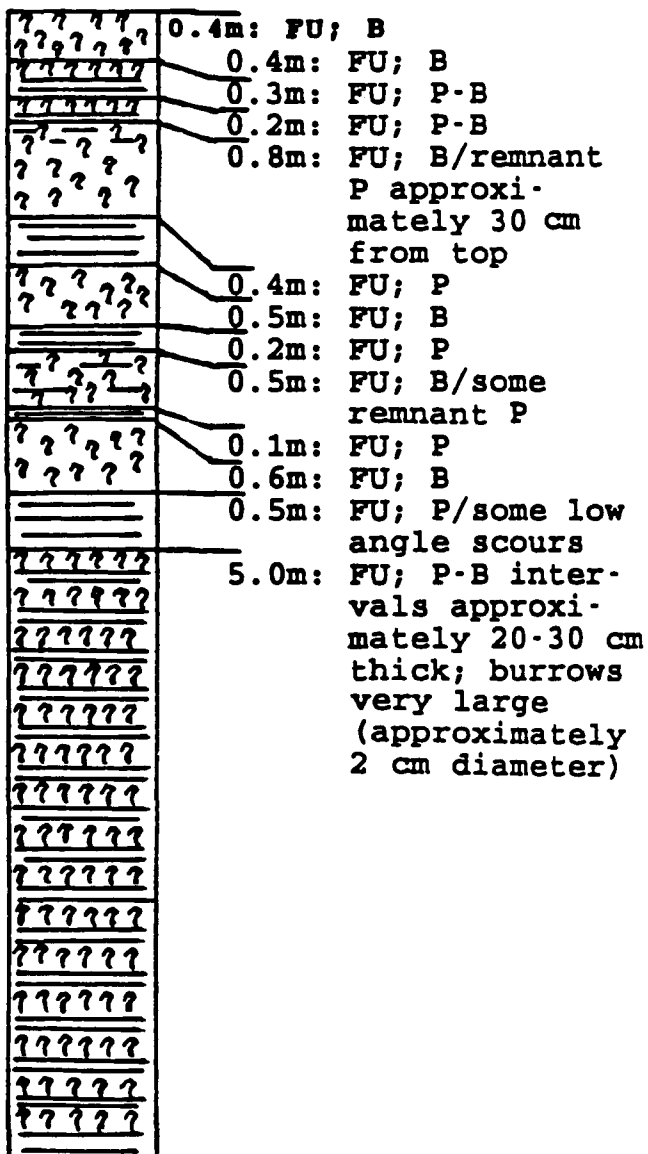 0.4m: FU; B
0.4m: FU; B
0.3m: FU; P-B
0.2m: FU; P-B
0.8m: FU; B/remnant
P approxi-
mately 30 cm
from top
0.4m: FU; P
0.5m: FU; B
0.2m: FU; P
0.5m: FU; B/some
remnant P
0.1m: FU; P
0.6m: FU; B
0.5m: FU; P/some low
angle scours
5.0m: FU; P-B inter-
vals approxi-
mately 20-30 cm
thick; burrows
very large
(approximately
2 cm diameter)